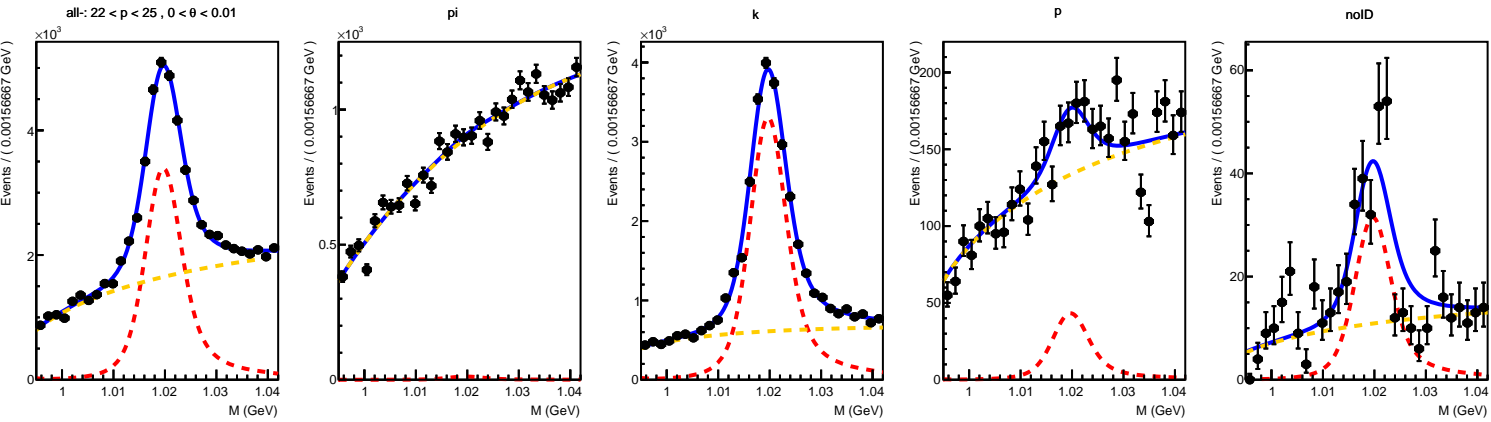 all-: 22 < p < 25 , 0 < θ < 0.01
×10³
Events / ( 0.00156667 GeV )
4
2
0
1 1.01 1.02 1.03 1.04
M (GeV)
pi
×10³
Events / ( 0.00156667 GeV )
1
0.5
0
1 1.01 1.02 1.03 1.04
M (GeV)
k
×10³
Events / ( 0.00156667 GeV )
4
3
2
1
0
1 1.01 1.02 1.03 1.04
M (GeV)
p
Events / ( 0.00156667 GeV )
200
150
100
50
0
1 1.01 1.02 1.03 1.04
M (GeV)
noID
Events / ( 0.00156667 GeV )
60
40
20
0
1 1.01 1.02 1.03 1.04
M (GeV)